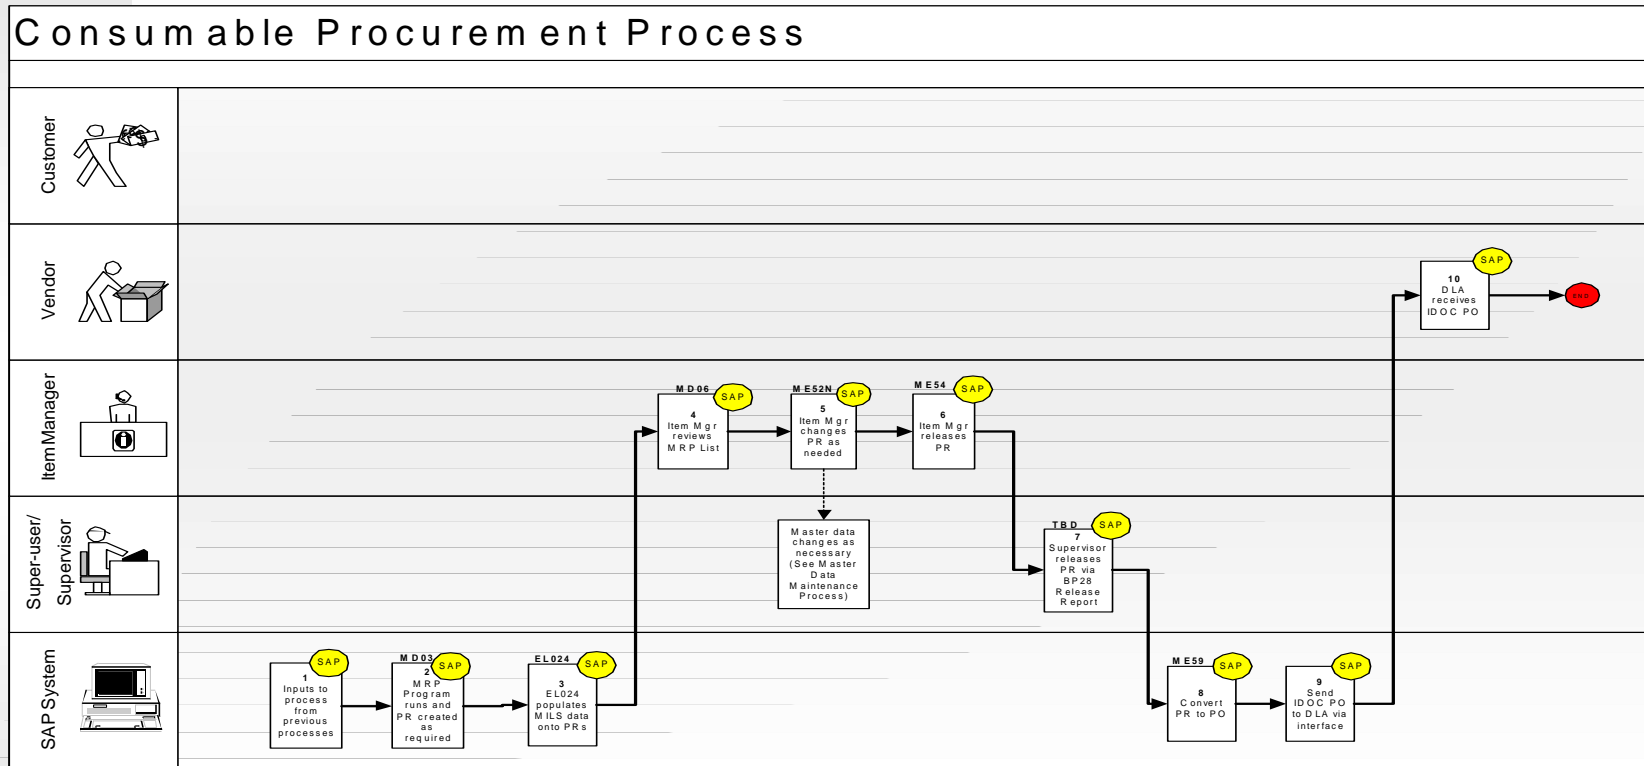 Consumable Procurement Process
Customer
Vendor
Item Manager
Super-user/
Supervisor
SAP System
SAP
1
Inputs to
process
from
previous
processes
MD03
SAP
2
MRP
Program
runs and
PR created
as
required
EL024
SAP
3
EL024
populates
MILS data
onto PRs
MD06
SAP
4
Item Mgr
reviews
MRP List
ME52N
SAP
5
Item Mgr
changes
PR as
needed
Master data
changes as
necessary
(See Master
Data
Maintenance
Process)
ME54
SAP
6
Item Mgr
releases
PR
TBD
SAP
7
Supervisor
releases
PR via
BP28
Release
Report
ME59
SAP
8
Convert
PR to PO
SAP
9
Send
IDOC PO
to DLA via
interface
SAP
10
DLA
receives
IDOC PO
END